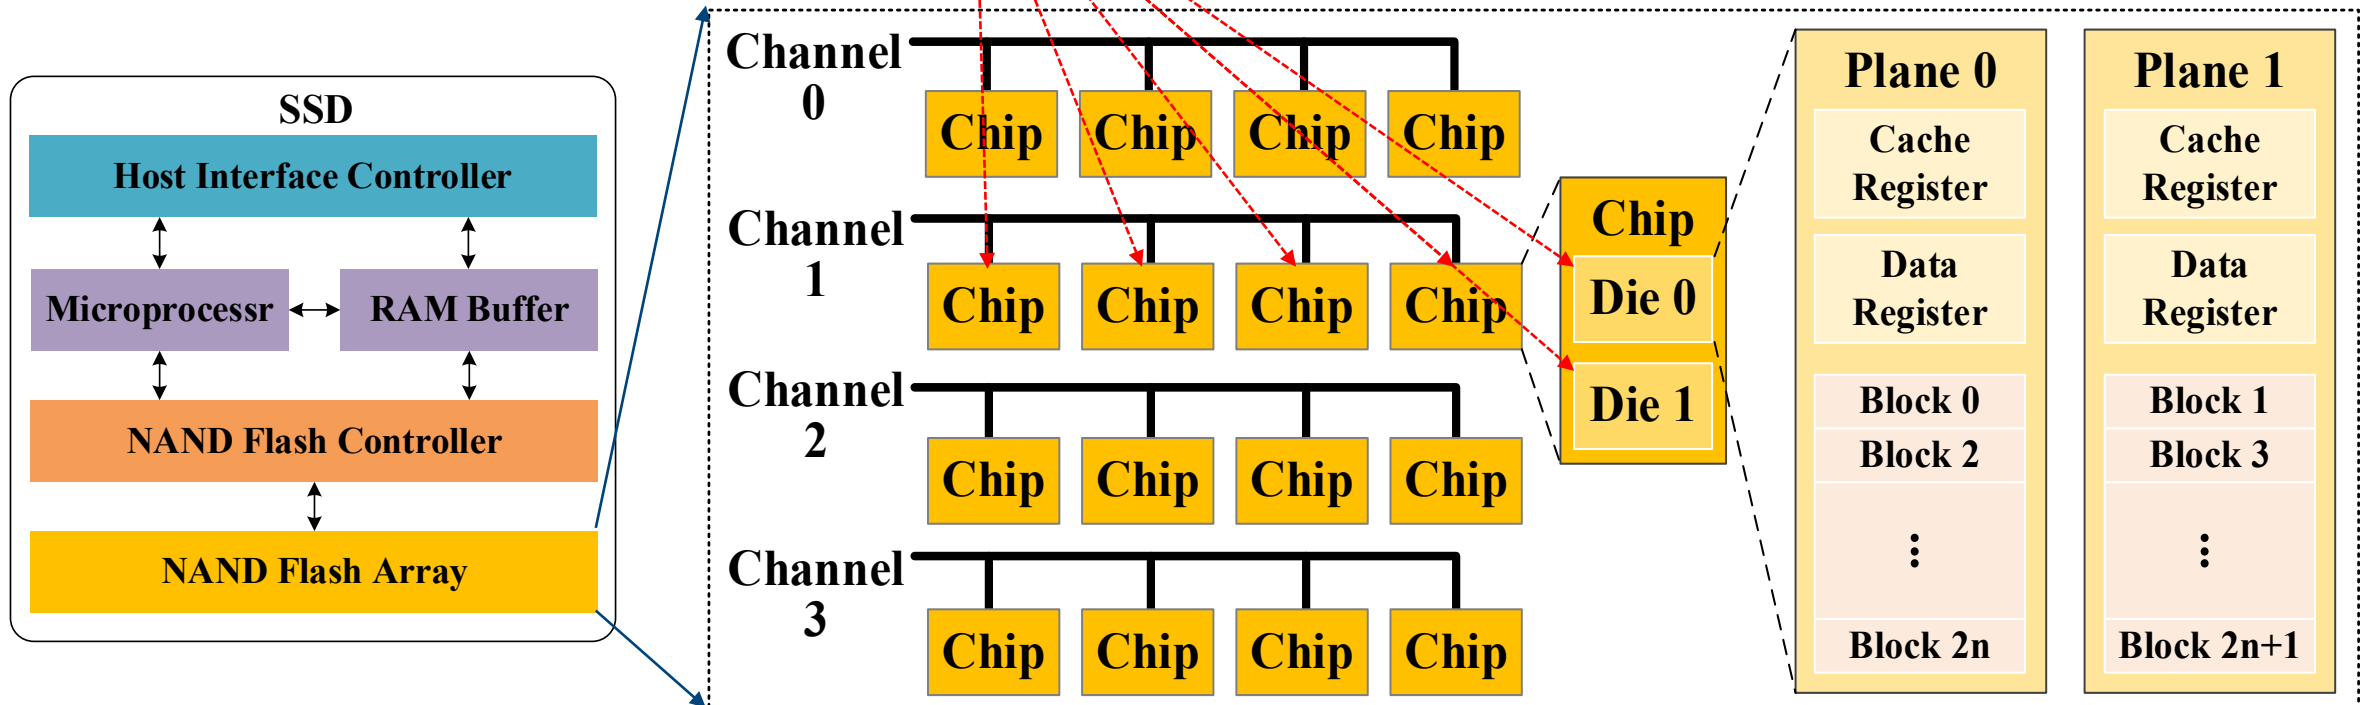 SSD
Host Interface Controller
Microprocessr
RAM Buffer
NAND Flash Controller
NAND Flash Array
Channel
0
Chip
Chip
Chip
Chip
Channel
1
Chip
Chip
Chip
Chip
Channel
2
Chip
Chip
Chip
Chip
Channel
3
Chip
Chip
Chip
Chip
Chip
Die 0
Die 1
Plane 0
Cache
Register
Data
Register
Block 0
Block 2
⋮
Block 2n
Plane 1
Cache
Register
Data
Register
Block 1
Block 3
⋮
Block 2n+1